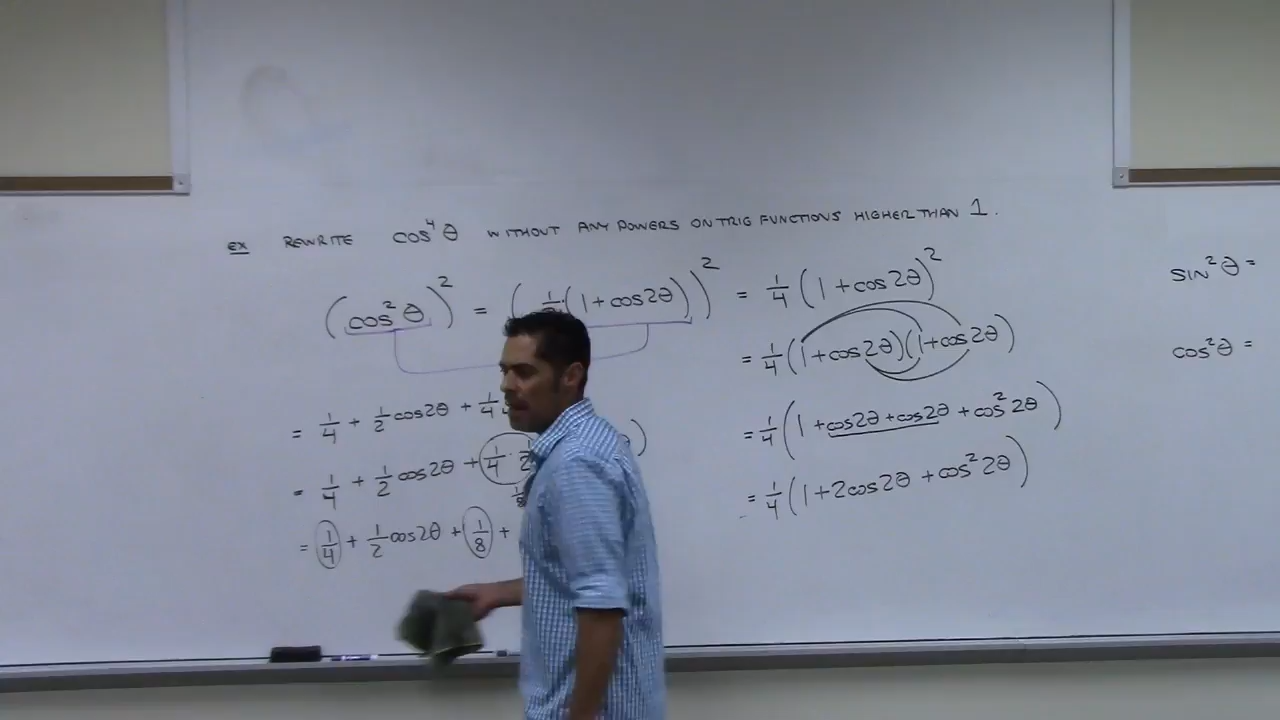 ex REWRITE cos⁴θ WITHOUT ANY POWERS ON TRIG FUNCTIONS HIGHER THAN 1.
(cos²θ)² = ( (1+cos2θ))² = 1/4 (1+cos2θ)²
= 1/4 (1+cos2θ)(1+cos2θ)
= 1/4 (1+cos2θ+cos2θ+cos²2θ)
= 1/4 (1+2cos2θ+cos²2θ)
= 1/4 + 1/2 cos2θ + 1/4
= 1/4 + 1/2 cos2θ + 1/4 ·
= 1/4 + 1/2 cos2θ + 1/8 +
sin²θ =
cos²θ =